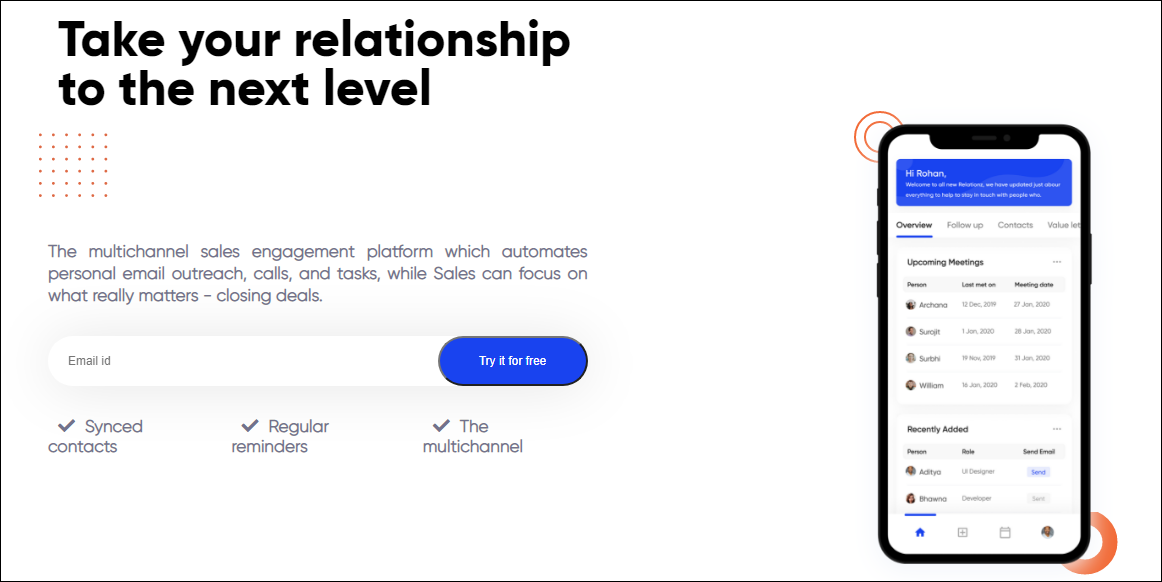 Take your relationship
to the next level
The multichannel sales engagement platform which automates
personal email outreach, calls, and tasks, while Sales can focus on
what really matters - closing deals.
Email id
Try it for free
Synced
contacts
Regular
reminders
The
multichannel
Hi Rohan,
Welcome to all new Relationz, we have updated just abour
everything to help to stay in touch with people who.
Overview Follow up Contacts Value let
Upcoming Meetings
Person Last met on Meeting date
Archana 12 Dec, 2019 27 Jan, 2020
Surojit 1 Jan, 2020 28 Jan, 2020
Surbhi 19 Nov, 2019 31 Jan, 2020
William 16 Jan, 2020 2 Feb, 2020
Recently Added
Person Role Send Email
Aditya UI Designer Send
Bhawna Developer Sent